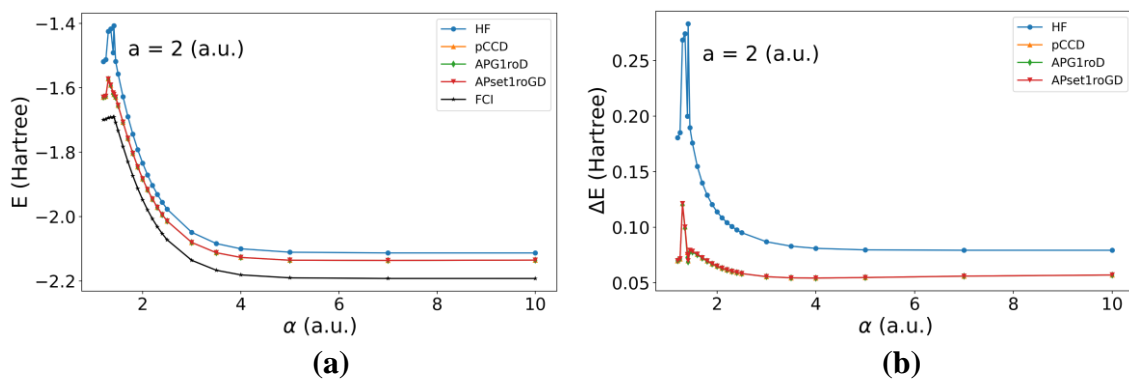 a = 2 (a.u.)
HF
pCCD
APG1roD
APset1roGD
FCI
E (Hartree)
−1.4
−1.6
−1.8
−2.0
−2.2
2 4 6 8 10
α (a.u.)
(a)
a = 2 (a.u.)
HF
pCCD
APG1roD
APset1roGD
ΔE (Hartree)
0.25
0.20
0.15
0.10
0.05
2 4 6 8 10
α (a.u.)
(b)